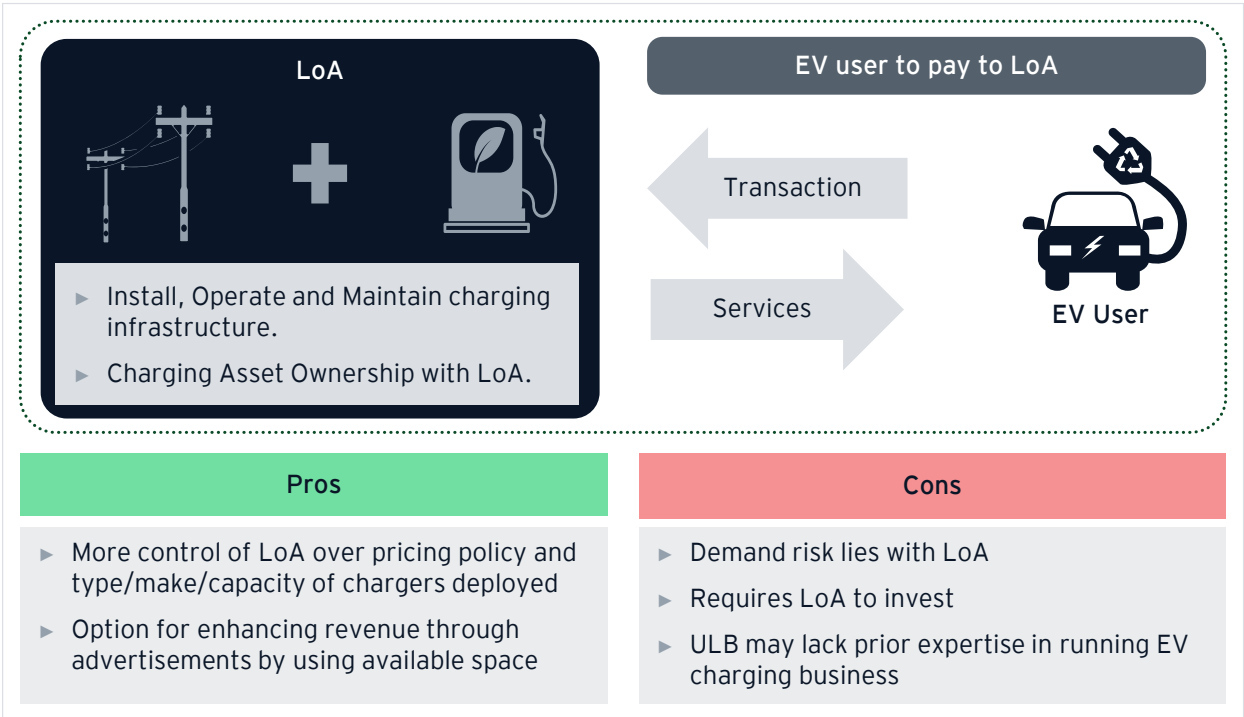 LoA
► Install, Operate and Maintain charging
infrastructure.
► Charging Asset Ownership with LoA.
EV user to pay to LoA
Transaction
Services
EV User
Pros
► More control of LoA over pricing policy and
type/make/capacity of chargers deployed
► Option for enhancing revenue through
advertisements by using available space
Cons
► Demand risk lies with LoA
► Requires LoA to invest
► ULB may lack prior expertise in running EV
charging business